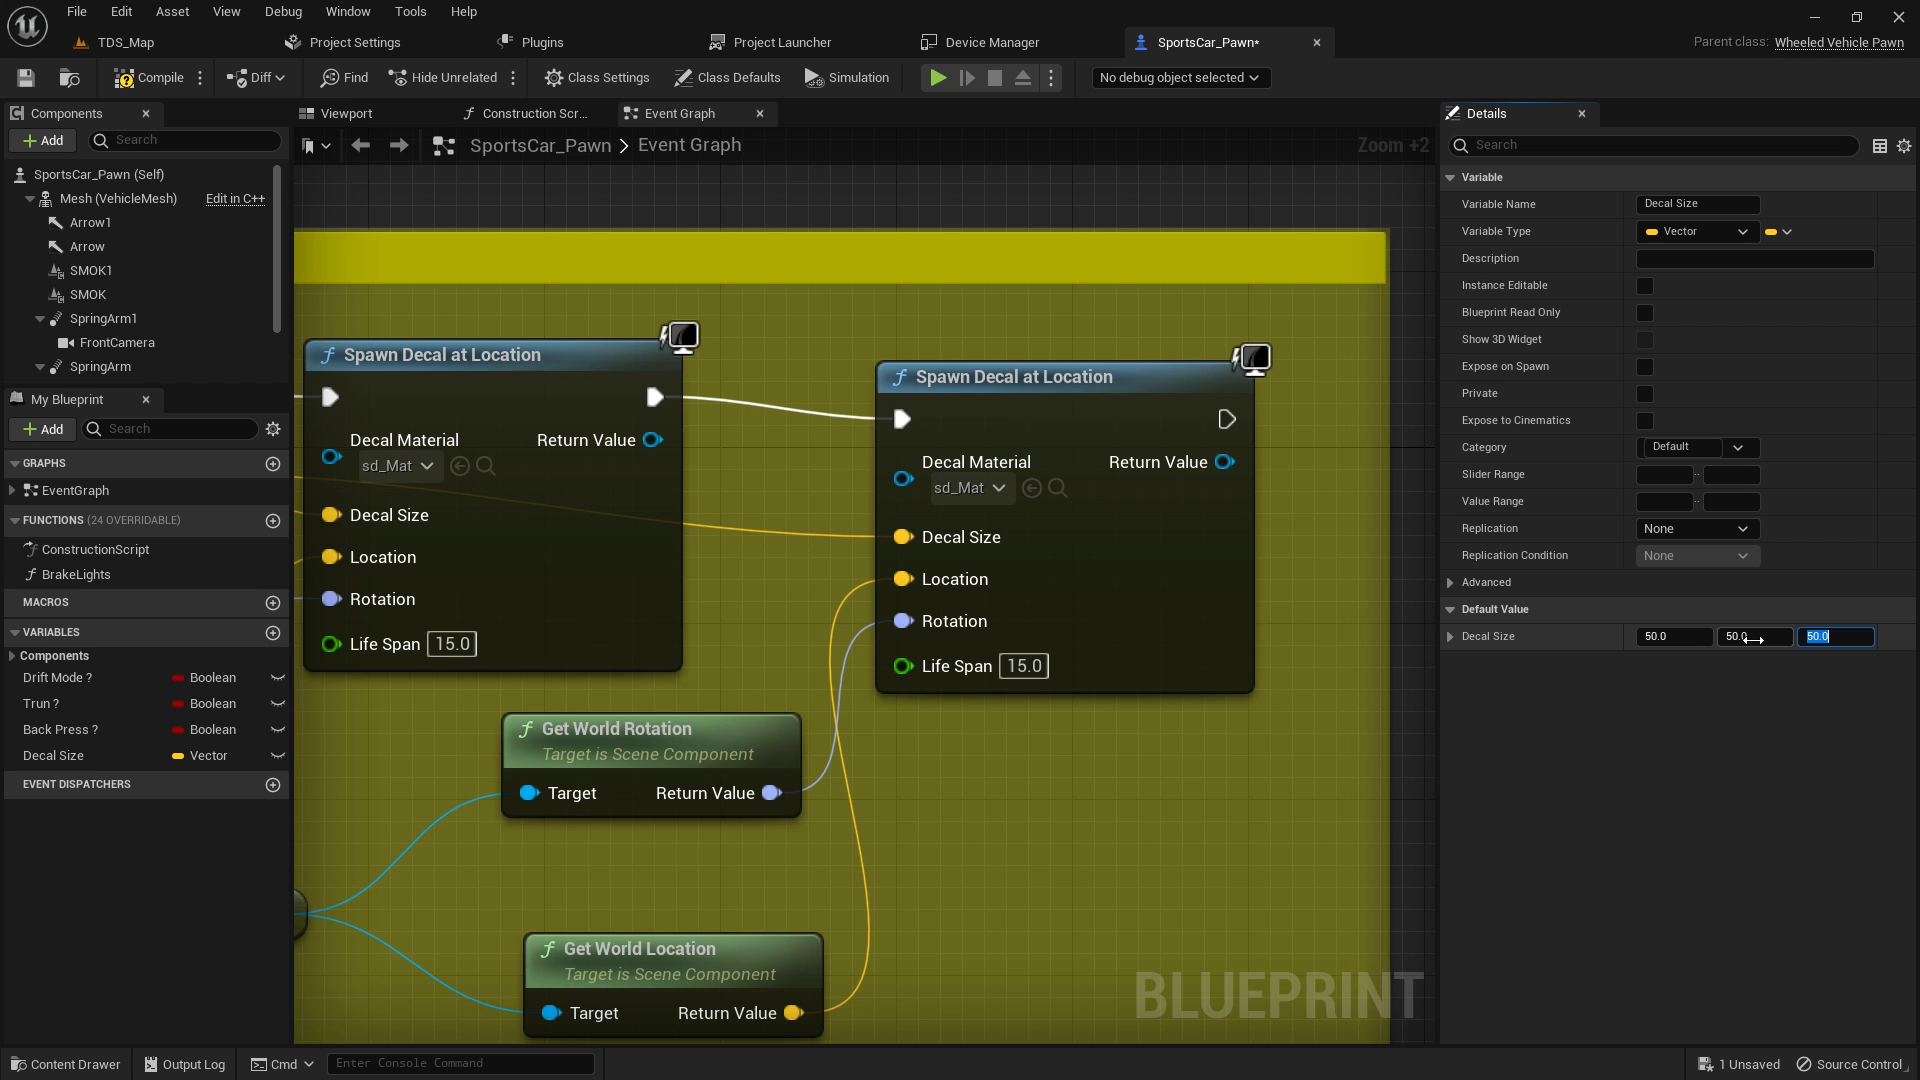 File Edit Asset View Debug Window Tools Help
TDS_Map Project Settings Plugins Project Launcher Device Manager SportsCar_Pawn* Parent class: Wheeled Vehicle Pawn
Compile Diff Find Hide Unrelated Class Settings Class Defaults Simulation No debug object selected
Components
Add Search
SportsCar_Pawn (Self)
Mesh (VehicleMesh) Edit in C++
Arrow1
Arrow
SMOK1
SMOK
SpringArm1
FrontCamera
SpringArm
My Blueprint
Add Search
GRAPHS
EventGraph
FUNCTIONS (24 OVERRIDABLE)
ConstructionScript
BrakeLights
MACROS
VARIABLES
Components
Drift Mode ? Boolean
Trun ? Boolean
Back Press ? Boolean
Decal Size Vector
EVENT DISPATCHERS
Viewport Construction Scr... Event Graph
SportsCar_Pawn > Event Graph Zoom +2
Spawn Decal at Location
Decal Material Return Value
sd_Mat
Decal Size
Location
Rotation
Life Span 15.0
Spawn Decal at Location
Decal Material Return Value
sd_Mat
Decal Size
Location
Rotation
Life Span 15.0
Get World Rotation
Target is Scene Component
Target Return Value
Get World Location
Target is Scene Component
Target Return Value
BLUEPRINT
Details
Search
Variable
Variable Name Decal Size
Variable Type Vector
Description
Instance Editable
Blueprint Read Only
Show 3D Widget
Expose on Spawn
Private
Expose to Cinematics
Category Default
Slider Range ..
Value Range ..
Replication None
Replication Condition None
Advanced
Default Value
Decal Size 50.0 50.0 50.0
Content Drawer Output Log Cmd Enter Console Command 1 Unsaved Source Control